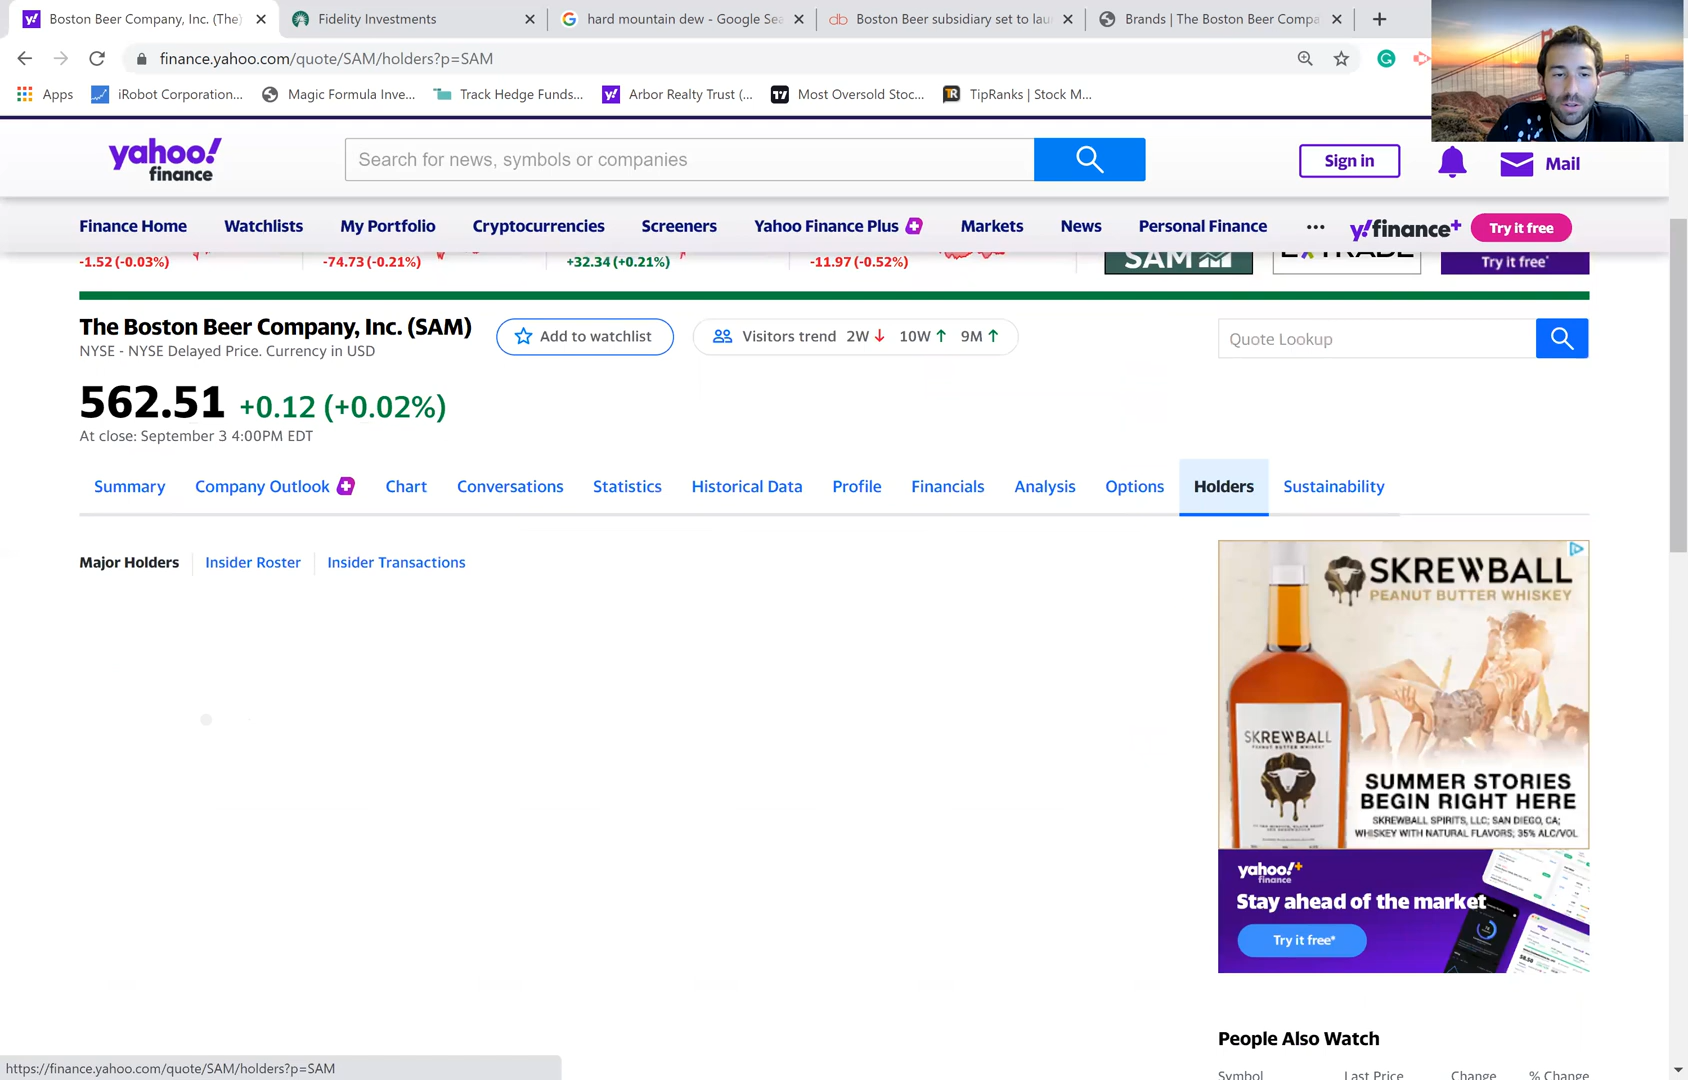 Boston Beer Company, Inc. (The)
Fidelity Investments
hard mountain dew - Google Sea
Boston Beer subsidiary set to lau
Brands | The Boston Beer Compa
finance.yahoo.com/quote/SAM/holders?p=SAM
Apps
iRobot Corporation...
Magic Formula Inve...
Track Hedge Funds...
Arbor Realty Trust (...
Most Oversold Stoc...
TipRanks | Stock M...
yahoo!
finance
Search for news, symbols or companies
Sign in
Mail
Finance Home
Watchlists
My Portfolio
Cryptocurrencies
Screeners
Yahoo Finance Plus
Markets
News
Personal Finance
...
y!finance+
Try it free
-1.52 (-0.03%)
-74.73 (-0.21%)
+32.34 (+0.21%)
-11.97 (-0.52%)
SAM
Try it free*
The Boston Beer Company, Inc. (SAM)
NYSE - NYSE Delayed Price. Currency in USD
Add to watchlist
Visitors trend 2W 10W 9M
Quote Lookup
562.51 +0.12 (+0.02%)
At close: September 3 4:00PM EDT
Summary
Company Outlook
Chart
Conversations
Statistics
Historical Data
Profile
Financials
Analysis
Options
Holders
Sustainability
Major Holders
Insider Roster
Insider Transactions
SKREWBALL
PEANUT BUTTER WHISKEY
SKREWBALL
SUMMER STORIES
BEGIN RIGHT HERE
SKREWBALL SPIRITS, LLC; SAN DIEGO, CA;
WHISKEY WITH NATURAL FLAVORS; 35% ALC/VOL
yahoo!+
finance
Stay ahead of the market
Try it free*
People Also Watch
Symbol
Last Price
Change
% Change
https://finance.yahoo.com/quote/SAM/holders?p=SAM